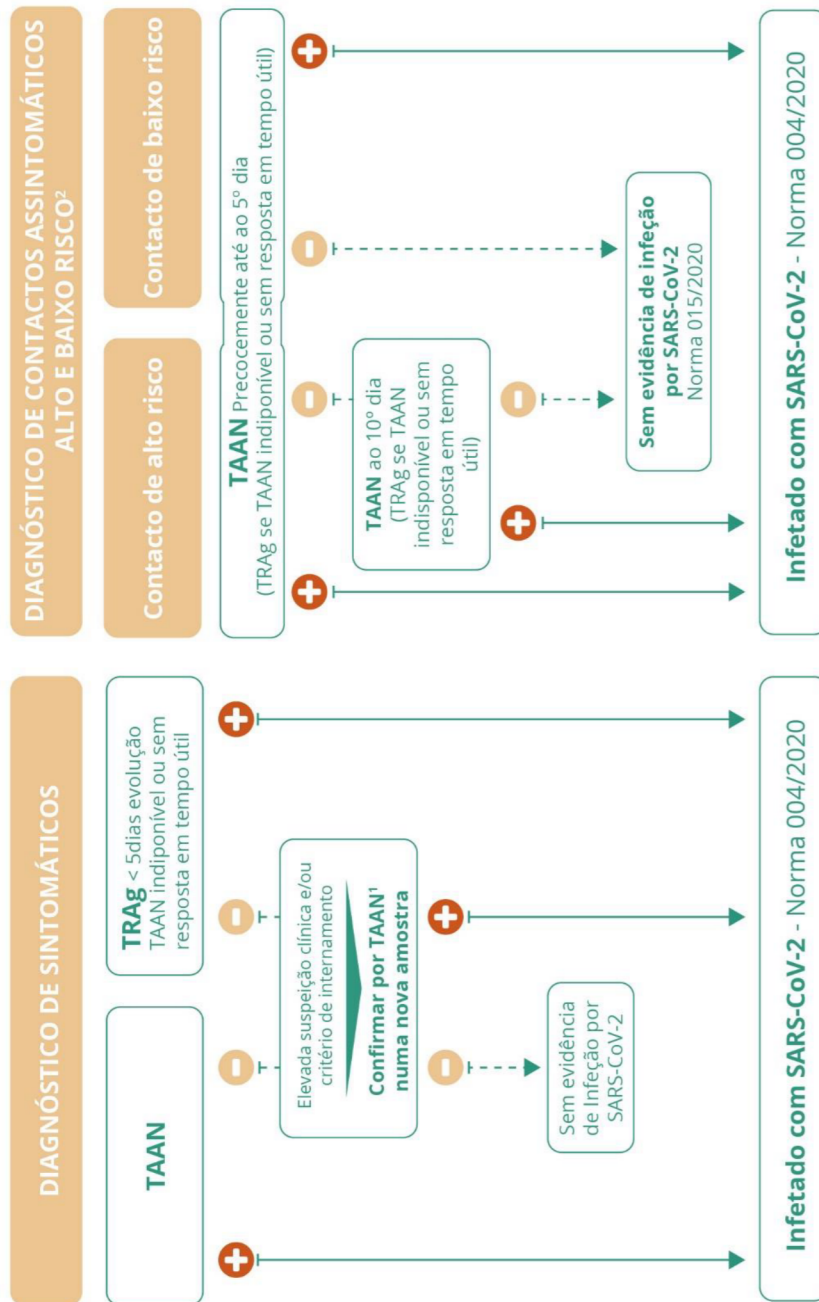 DIAGNÓSTICO DE SINTOMÁTICOS
TAAN
TRAg < 5dias evolução
TAAN indiponível ou sem
resposta em tempo útil
Elevada suspeição clínica e/ou
critério de internamento
Confirmar por TAAN¹
numa nova amostra
Sem evidência
de Infeção por
SARS-CoV-2
Infetado com SARS-CoV-2 - Norma 004/2020
DIAGNÓSTICO DE CONTACTOS ASSINTOMÁTICOS
ALTO E BAIXO RISCO²
Contacto de alto risco
Contacto de baixo risco
TAAN Precocemente até ao 5º dia
(TRAg se TAAN indiponível ou sem resposta em tempo útil)
TAAN ao 10º dia
(TRAg se TAAN
indisponível ou sem
resposta em tempo
útil)
Sem evidência de infeção
por SARS-CoV-2
Norma 015/2020
Infetado com SARS-CoV-2 - Norma 004/2020